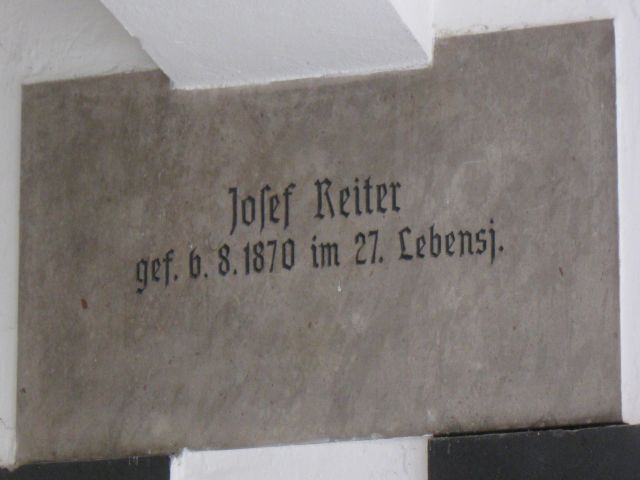 Josef Reiter
gef. 6. 8. 1870 im 27. Lebensj.